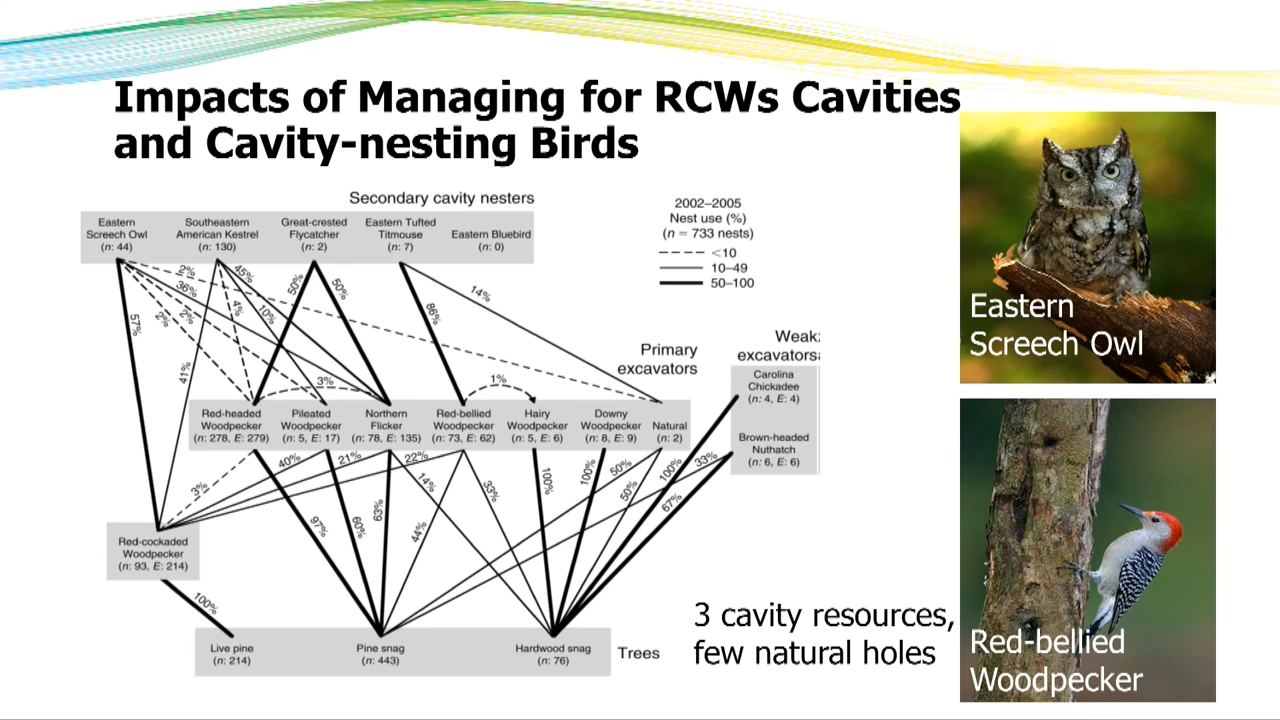 Impacts of Managing for RCWs Cavities
and Cavity-nesting Birds
Secondary cavity nesters
Eastern
Screech Owl
(n: 44)
Southeastern
American Kestrel
(n: 130)
Great-crested
Flycatcher
(n: 2)
Eastern Tufted
Titmouse
(n: 7)
Eastern Bluebird
(n: 0)
2002–2005
Nest use (%)
(n = 733 nests)
<10
10–49
50–100
2%
45%
36%
50%
50%
4%
10%
2%
2%
57%
86%
14%
41%
3%
1%
Primary
excavators
Weak
excavators
Carolina
Chickadee
(n: 4, E: 4)
Brown-headed
Nuthatch
(n: 6, E: 6)
Red-headed
Woodpecker
(n: 278, E: 279)
Pileated
Woodpecker
(n: 5, E: 17)
Northern
Flicker
(n: 78, E: 135)
Red-bellied
Woodpecker
(n: 73, E: 62)
Hairy
Woodpecker
(n: 5, E: 6)
Downy
Woodpecker
(n: 8, E: 9)
Natural
(n: 2)
3%
40%
21%
22%
14%
33%
100%
100%
50%
50%
100%
33%
67%
97%
60%
63%
44%
Red-cockaded
Woodpecker
(n: 93, E: 214)
100%
Live pine
(n: 214)
Pine snag
(n: 443)
Hardwood snag
(n: 76)
Trees
3 cavity resources,
few natural holes
Eastern
Screech Owl
Red-bellied
Woodpecker